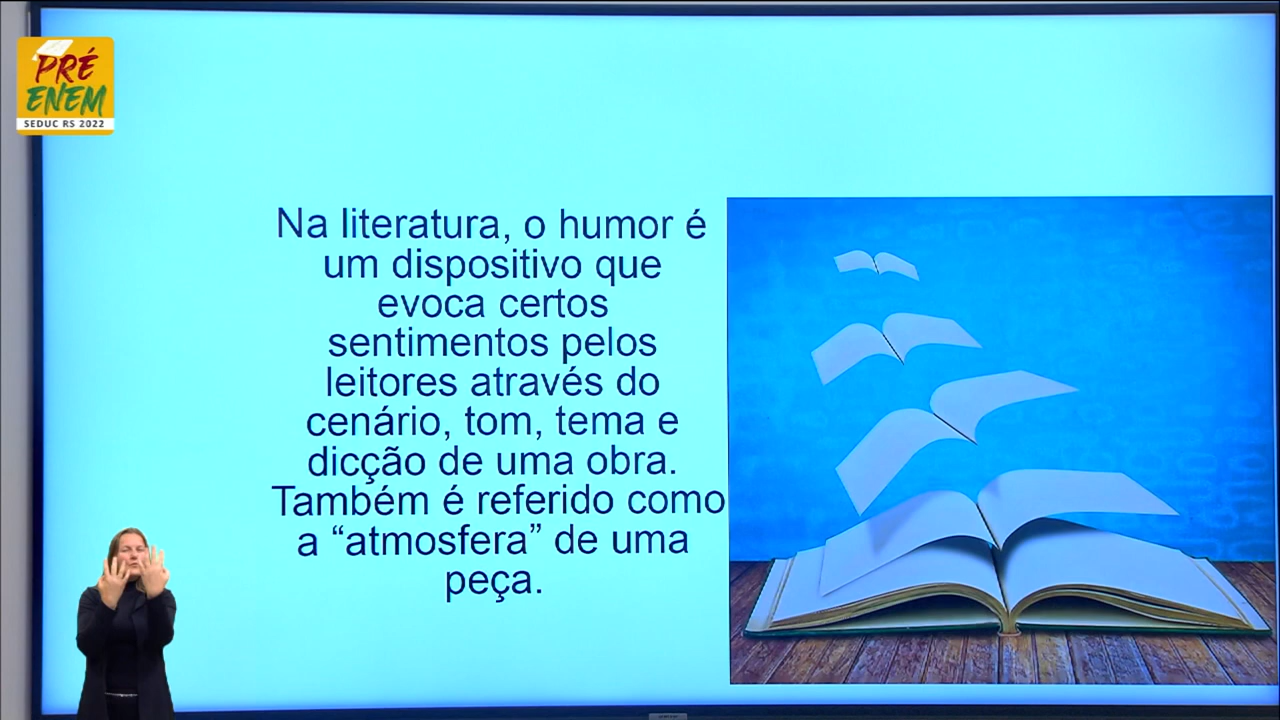 PRÉ
ENEM
SEDUC RS 2022
Na literatura, o humor é
um dispositivo que
evoca certos
sentimentos pelos
leitores através do
cenário, tom, tema e
dicção de uma obra.
Também é referido como
a “atmosfera” de uma
peça.